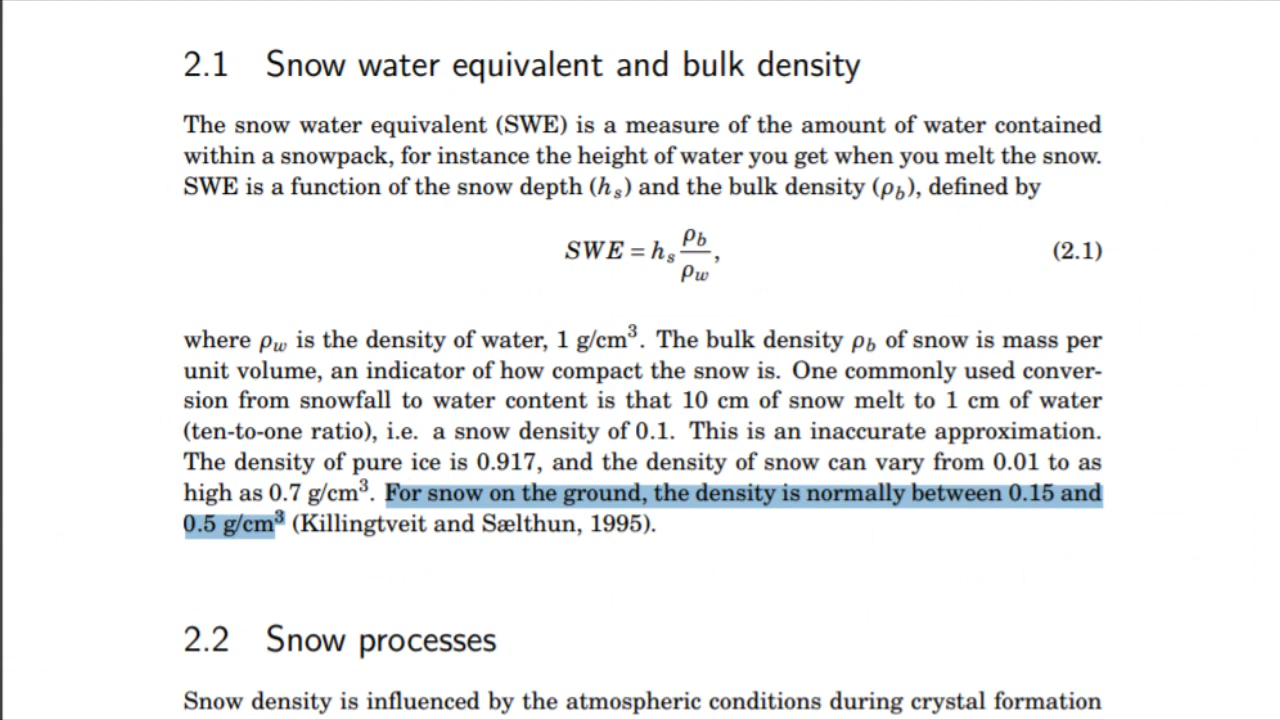 2.1 Snow water equivalent and bulk density
The snow water equivalent (SWE) is a measure of the amount of water contained
within a snowpack, for instance the height of water you get when you melt the snow.
SWE is a function of the snow depth (hₛ) and the bulk density (ρ_b), defined by
SWE = hₛ ρ_b/ρ_w, (2.1)
where ρ_w is the density of water, 1 g/cm³. The bulk density ρ_b of snow is mass per
unit volume, an indicator of how compact the snow is. One commonly used conver-
sion from snowfall to water content is that 10 cm of snow melt to 1 cm of water
(ten-to-one ratio), i.e. a snow density of 0.1. This is an inaccurate approximation.
The density of pure ice is 0.917, and the density of snow can vary from 0.01 to as
high as 0.7 g/cm³. For snow on the ground, the density is normally between 0.15 and
0.5 g/cm³ (Killingtveit and Sælthun, 1995).
2.2 Snow processes
Snow density is influenced by the atmospheric conditions during crystal formation